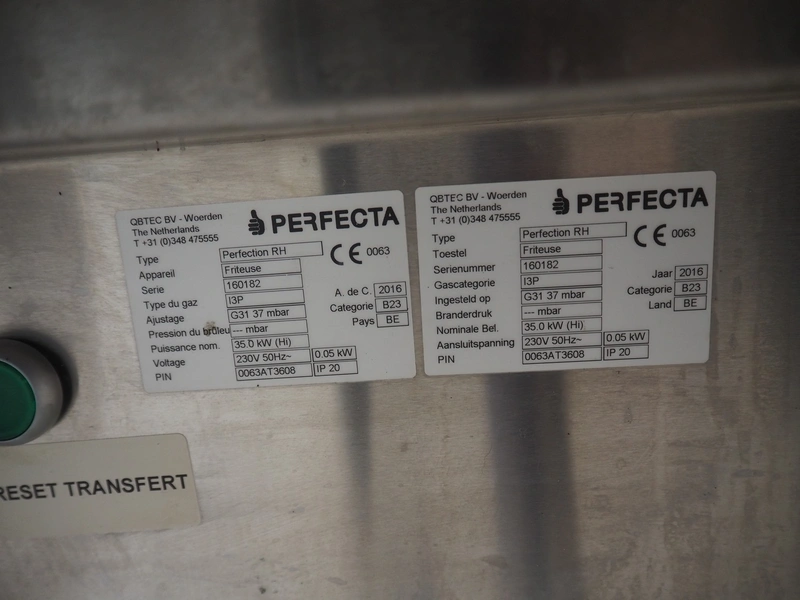 QBTEC BV - Woerden
The Netherlands
T +31 (0)348 475555
PERFECTA
CE 0063
Type Perfection RH
Appareil Friteuse
Serie 160182
Type du gaz I3P
Ajustage G31 37 mbar
Pression du brûleu --- mbar
Puissance nom. 35.0 kW (Hi)
Voltage 230V 50Hz~ 0.05 kW
PIN 0063AT3608 IP 20
A. de C. 2016
Categorie B23
Pays BE
QBTEC BV - Woerden
The Netherlands
T +31 (0)348 475555
PERFECTA
CE 0063
Type Perfection RH
Toestel Friteuse
Serienummer 160182
Gascategorie I3P
Ingesteld op G31 37 mbar
Branderdruk --- mbar
Nominale Bel. 35.0 kW (Hi)
Aansluitspanning 230V 50Hz~ 0.05 kW
PIN 0063AT3608 IP 20
Jaar 2016
Categorie B23
Land BE
RESET TRANSFERT